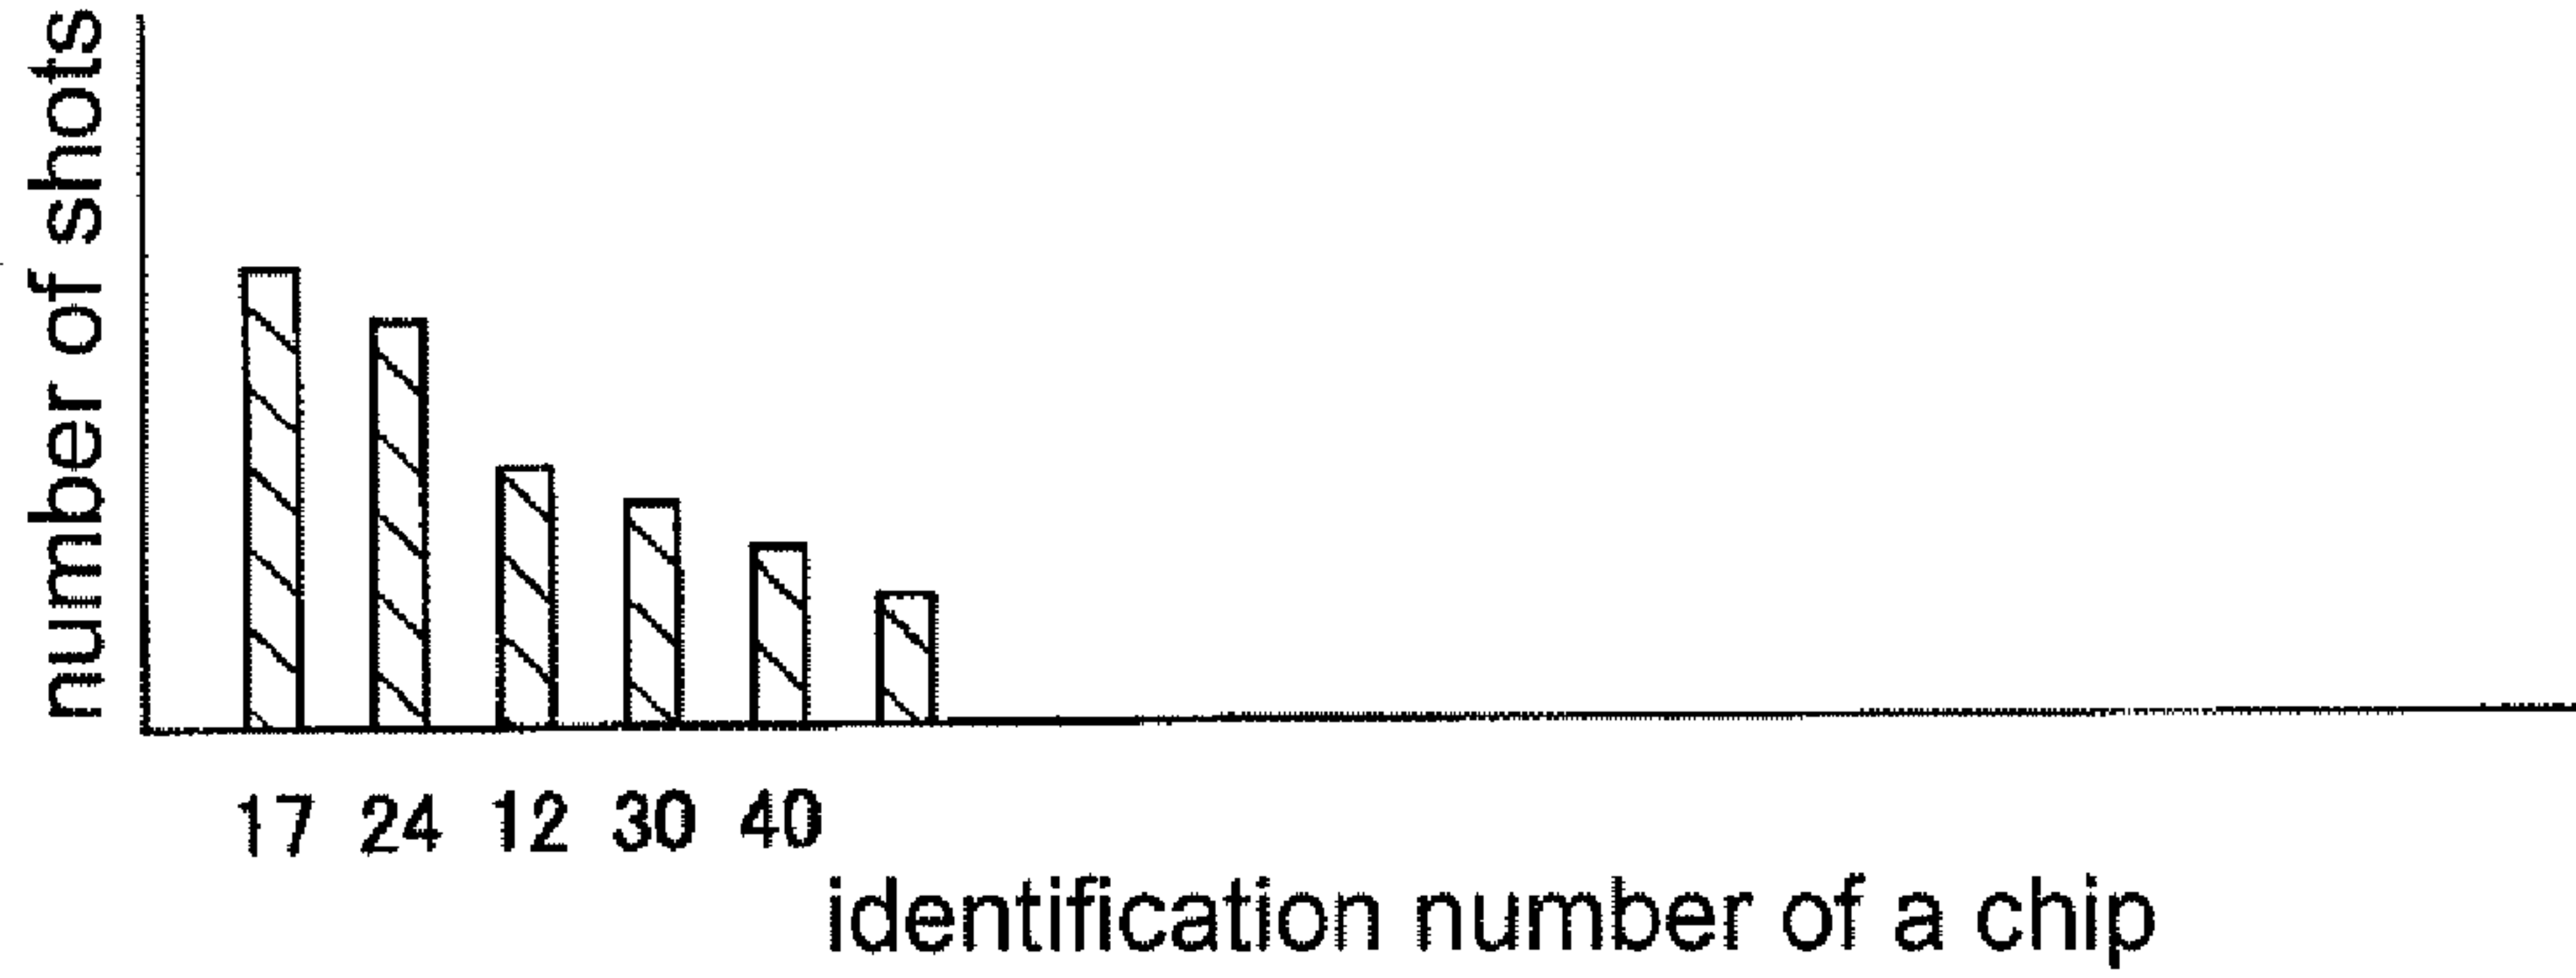 number of shots
17 24 12 30 40
identification number of a chip